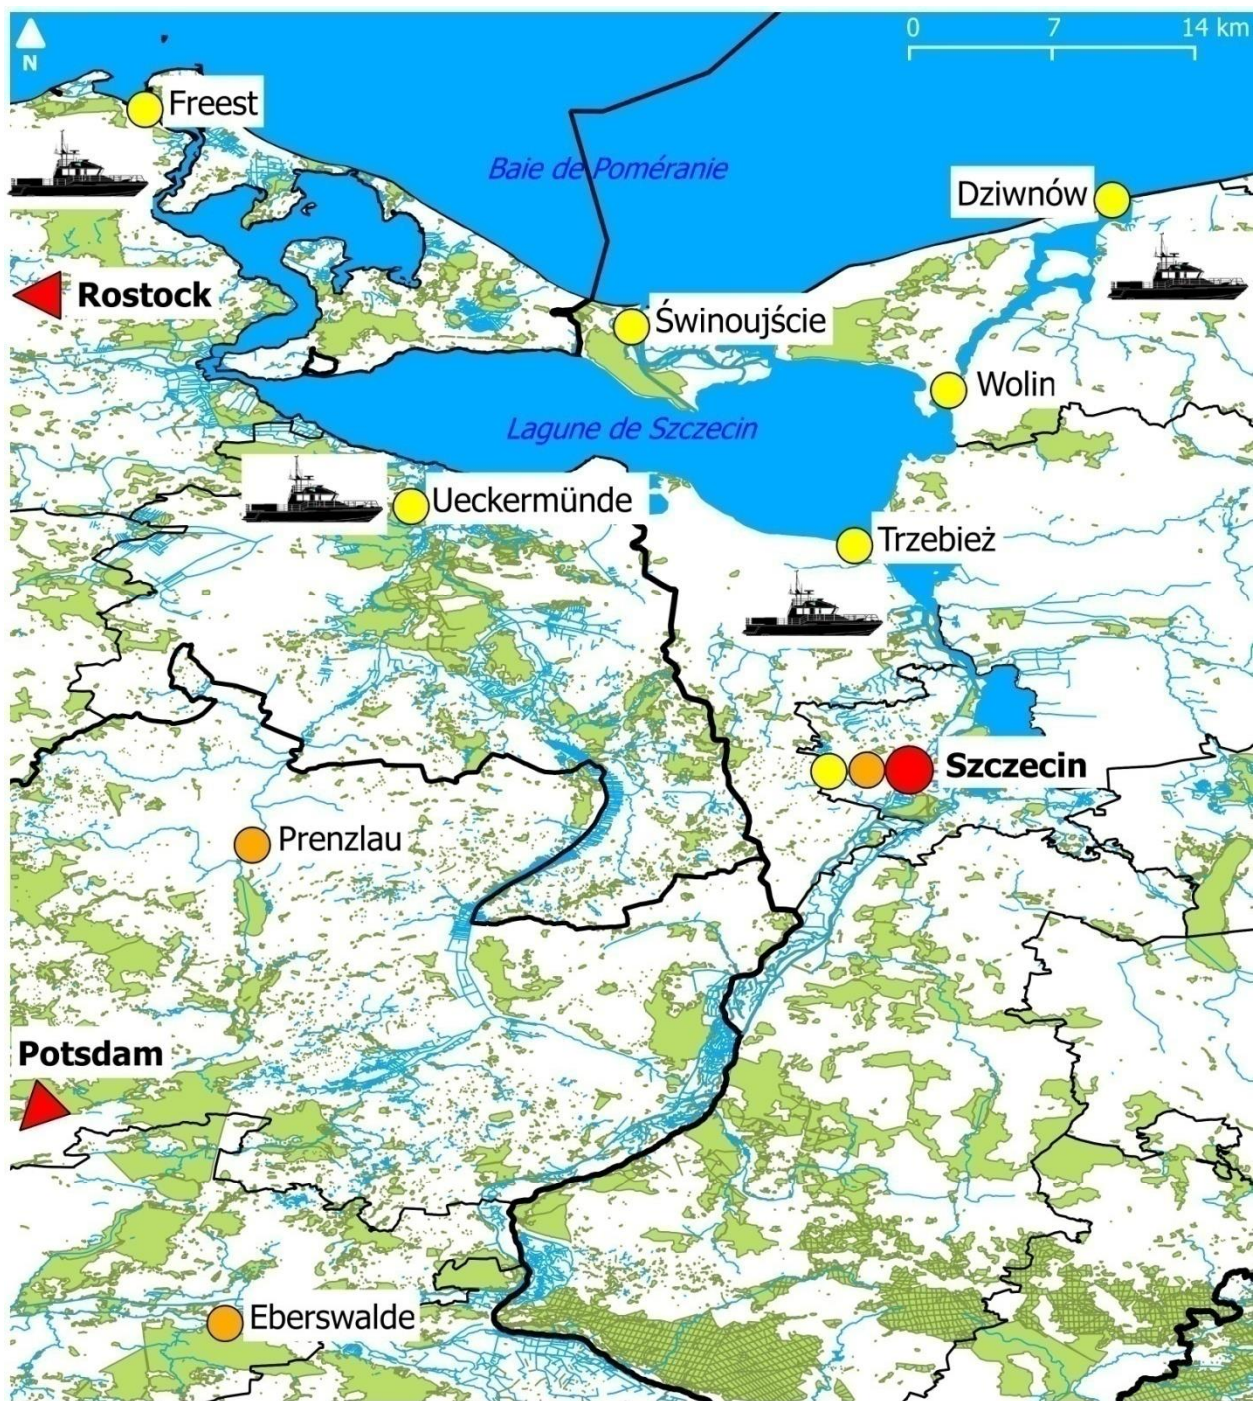 0 7 14 km
N
Freest
Baie de Poméranie
Dziwnów
Rostock
Świnoujście
Wolin
Lagune de Szczecin
Ueckermünde
Trzebież
Szczecin
Prenzlau
Potsdam
Eberswalde